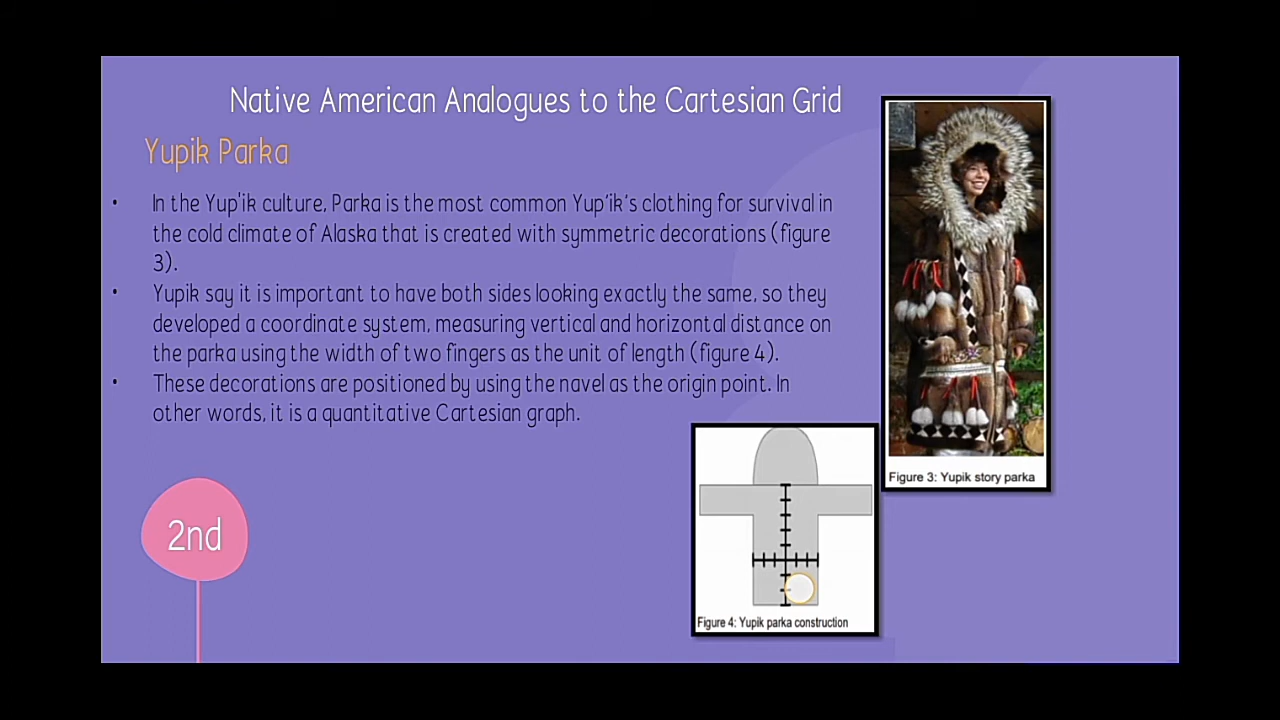 Native American Analogues to the Cartesian Grid
Yupik Parka
• In the Yup'ik culture, Parka is the most common Yup'ik's clothing for survival in
the cold climate of Alaska that is created with symmetric decorations (figure
3).
• Yupik say it is important to have both sides looking exactly the same, so they
developed a coordinate system, measuring vertical and horizontal distance on
the parka using the width of two fingers as the unit of length (figure 4).
• These decorations are positioned by using the navel as the origin point. In
other words, it is a quantitative Cartesian graph.
Figure 3: Yupik story parka
2nd
Figure 4: Yupik parka construction